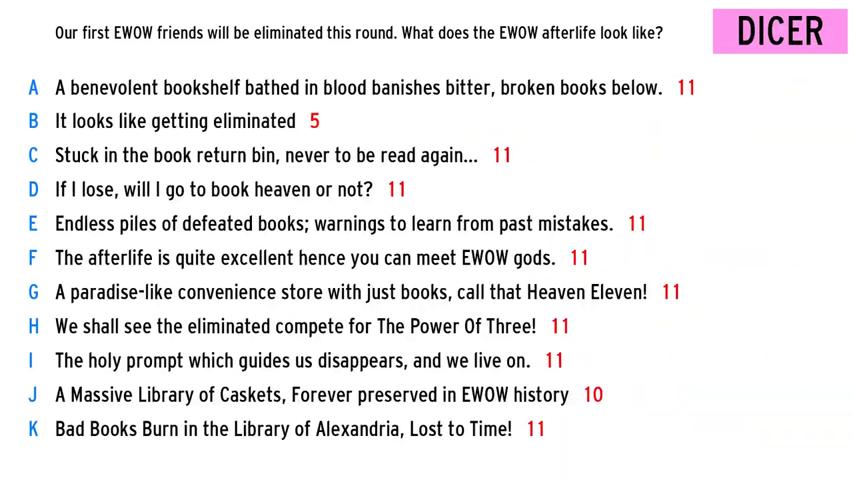 Our first EWOW friends will be eliminated this round. What does the EWOW afterlife look like?
DICER
A A benevolent bookshelf bathed in blood banishes bitter, broken books below. 11
B It looks like getting eliminated 5
C Stuck in the book return bin, never to be read again... 11
D If I lose, will I go to book heaven or not? 11
E Endless piles of defeated books; warnings to learn from past mistakes. 11
F The afterlife is quite excellent hence you can meet EWOW gods. 11
G A paradise-like convenience store with just books, call that Heaven Eleven! 11
H We shall see the eliminated compete for The Power Of Three! 11
I The holy prompt which guides us disappears, and we live on. 11
J A Massive Library of Caskets, Forever preserved in EWOW history 10
K Bad Books Burn in the Library of Alexandria, Lost to Time! 11